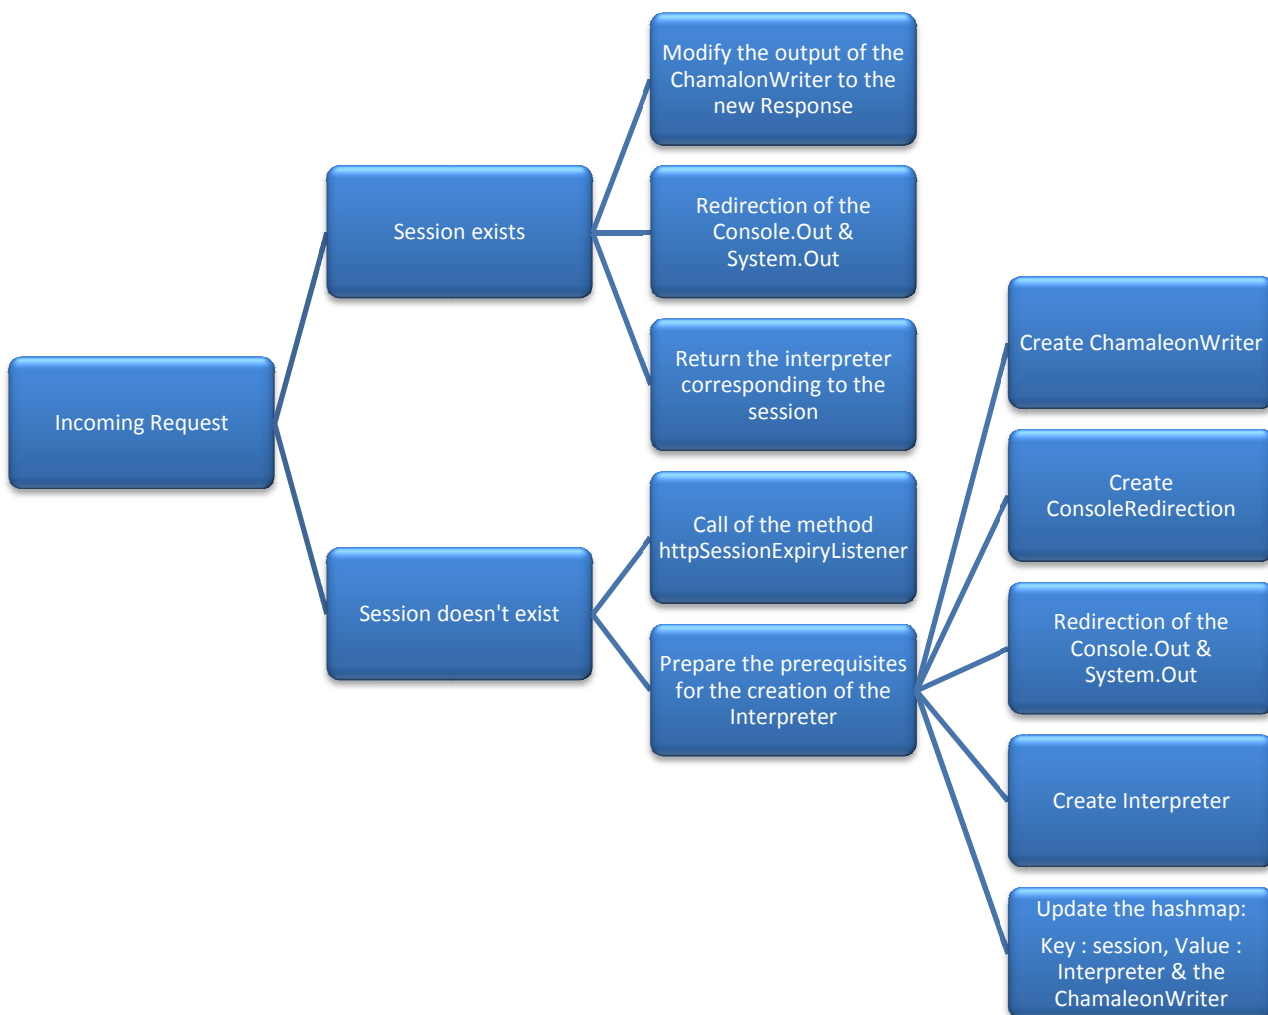 Modify the output of the
ChamalonWriter to the
new Response
Session exists
Redirection of the
Console.Out &
System.Out
Return the interpreter
corresponding to the
session
Incoming Request
Call of the method
httpSessionExpiryListener
Session doesn't exist
Prepare the prerequisites
for the creation of the
Interpreter
Create ChamaleonWriter
Create
ConsoleRedirection
Redirection of the
Console.Out &
System.Out
Create Interpreter
Update the hashmap:
Key : session, Value :
Interpreter & the
ChamaleonWriter